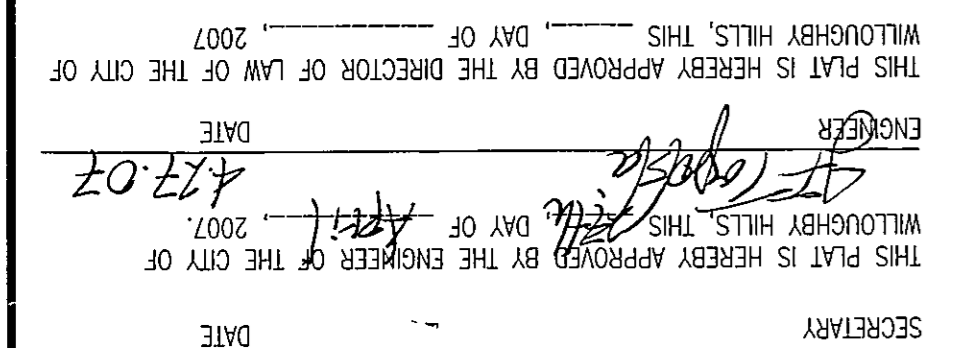 SECRETARY DATE
THIS PLAT IS HEREBY APPROVED BY THE ENGINEER OF THE CITY OF
WILLOUGHBY HILLS, THIS 27th DAY OF April, 2007.
4.27.07
ENGINEER DATE
THIS PLAT IS HEREBY APPROVED BY THE DIRECTOR OF LAW OF THE CITY OF
WILLOUGHBY HILLS, THIS ______, DAY OF ____________, 2007